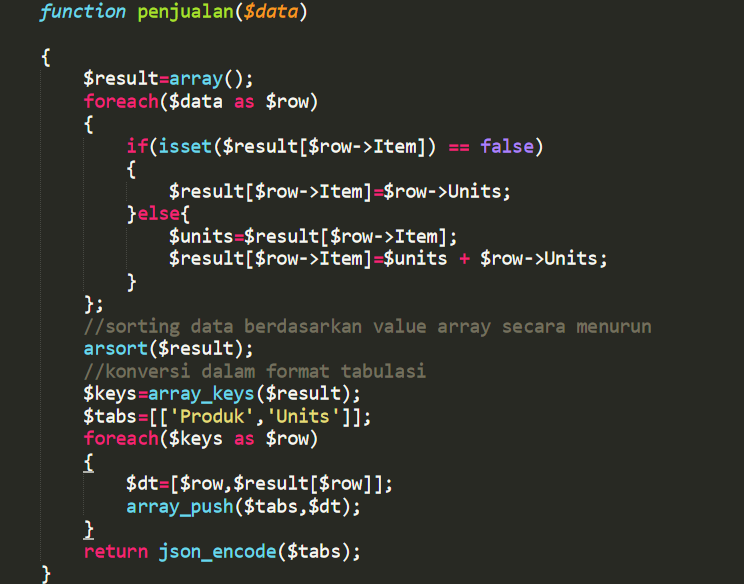 function penjualan($data)
{
$result=array();
foreach($data as $row)
{
if(isset($result[$row->Item]) == false)
{
$result[$row->Item]=$row->Units;
}else{
$units=$result[$row->Item];
$result[$row->Item]=$units + $row->Units;
}
};
//sorting data berdasarkan value array secara menurun
arsort($result);
//konversi dalam format tabulasi
$keys=array_keys($result);
$tabs=[['Produk','Units']];
foreach($keys as $row)
{
$dt=[$row,$result[$row]];
array_push($tabs,$dt);
}
return json_encode($tabs);
}